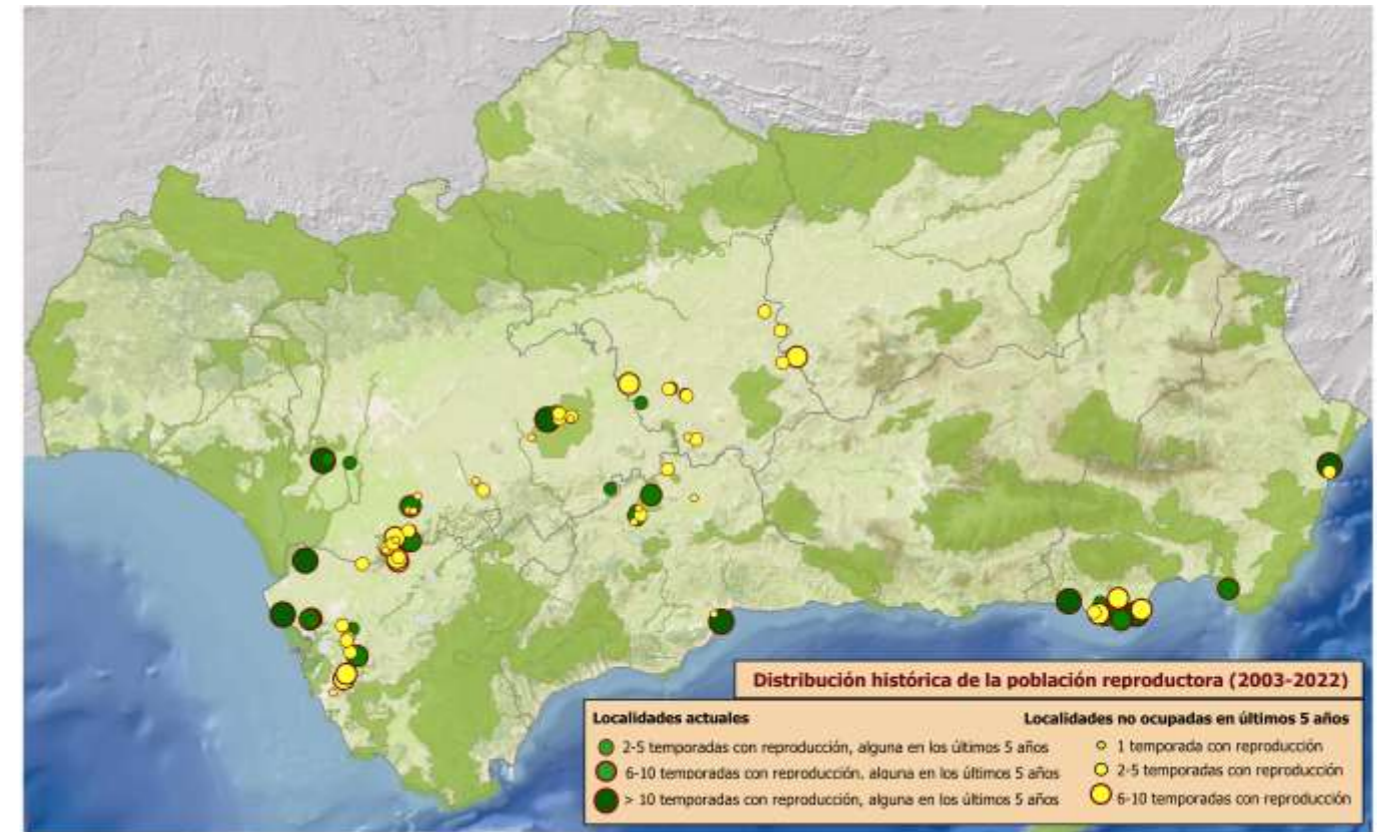 Distribución histórica de la población reproductora (2003-2022)
Localidades actuales
2-5 temporadas con reproducción, alguna en los últimos 5 años
6-10 temporadas con reproducción, alguna en los últimos 5 años
> 10 temporadas con reproducción, alguna en los últimos 5 años
Localidades no ocupadas en últimos 5 años
1 temporada con reproducción
2-5 temporadas con reproducción
6-10 temporadas con reproducción